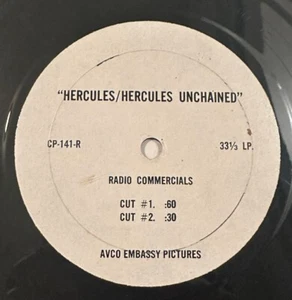 "HERCULES/HERCULES UNCHAINED"
CP-141-R 33⅓ LP.
RADIO COMMERCIALS
CUT #1. :60
CUT #2. :30
AVCO EMBASSY PICTURES